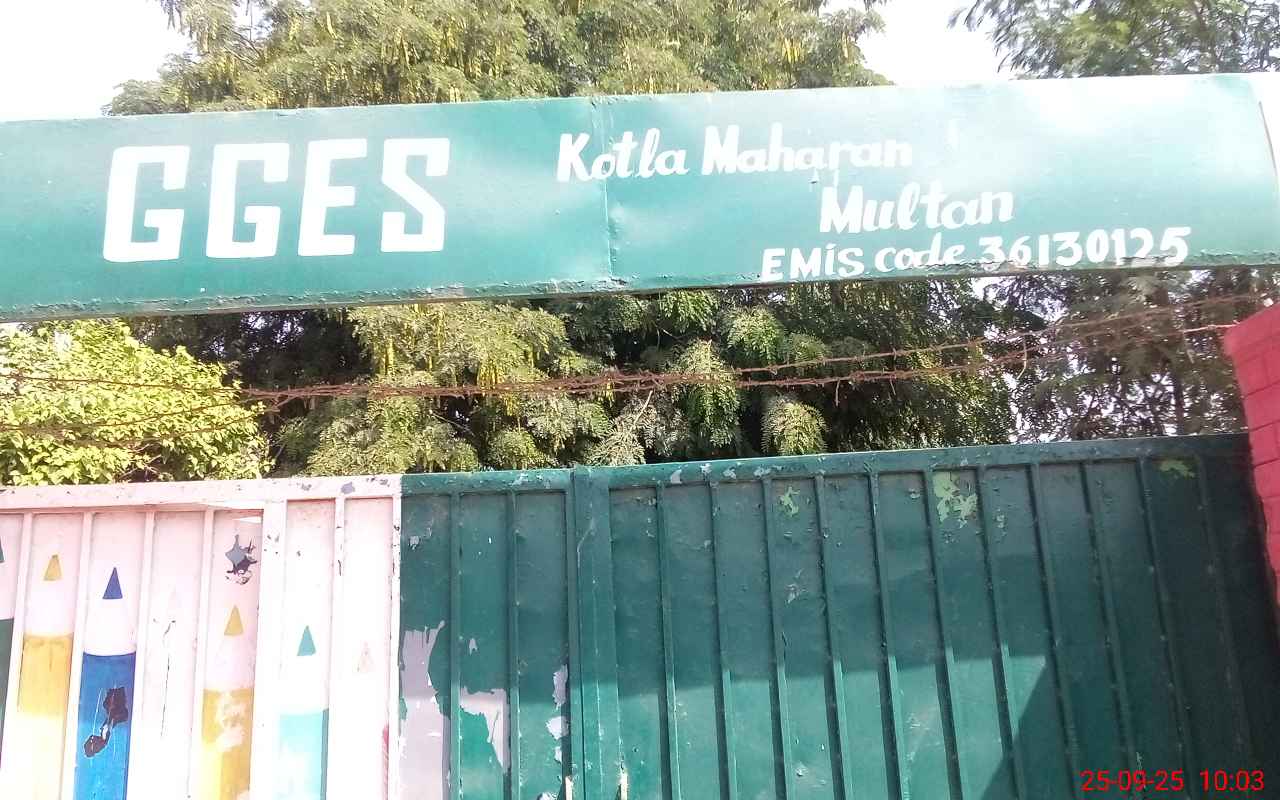 GGES
Kotla Maharan
Multan
EMiS code 36130125
25-09-25 10:03